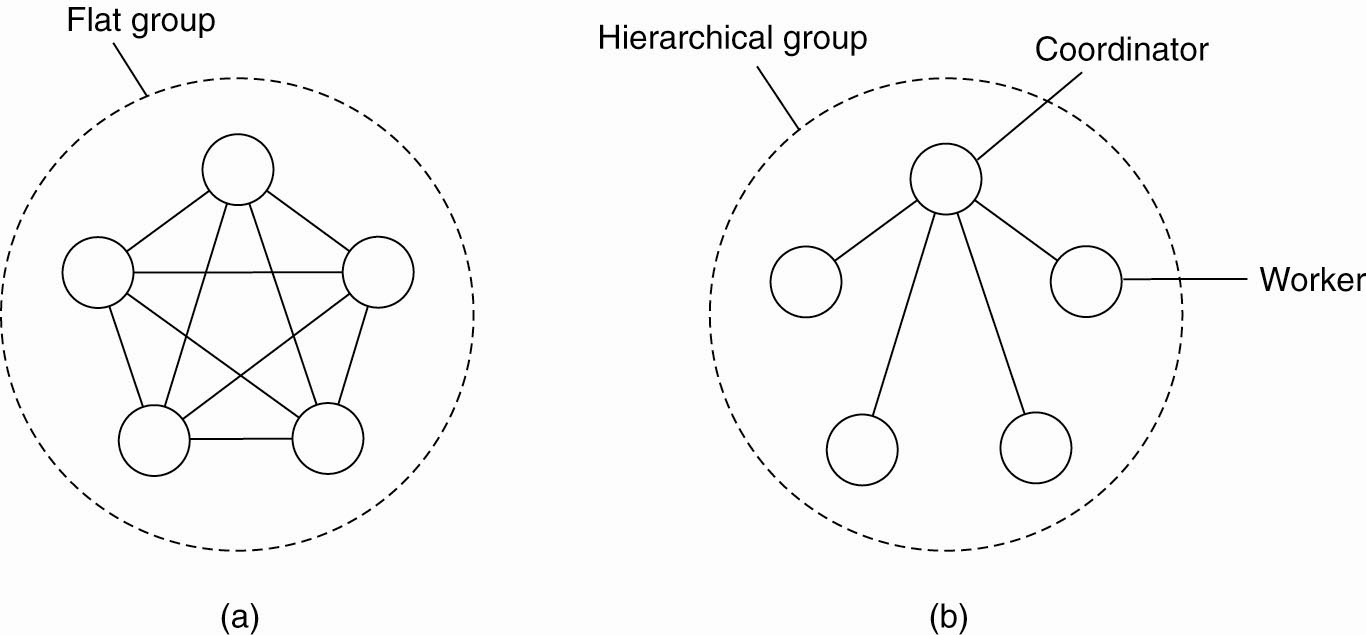 Flat group
Hierarchical group
Coordinator
Worker
(a)
(b)